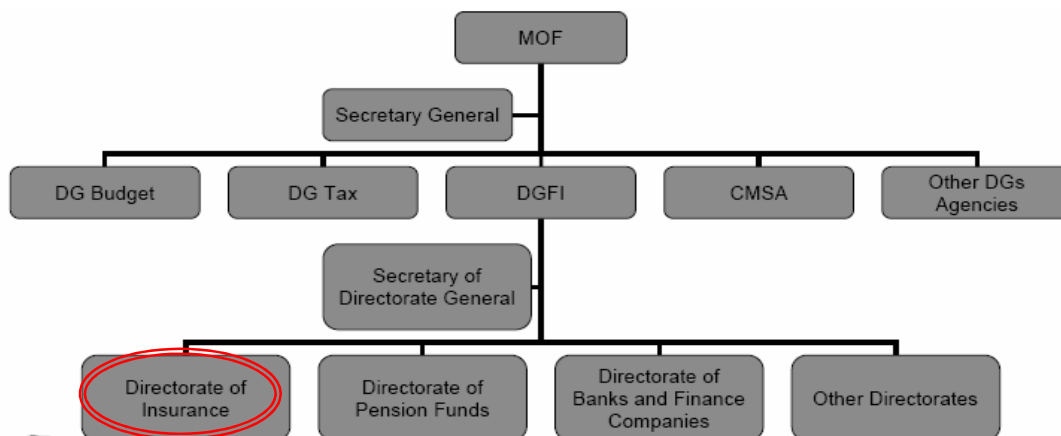 MOF
Secretary General
DG Budget
DG Tax
DGFI
CMSA
Other DGs
Agencies
Secretary of
Directorate General
Directorate of
Insurance
Directorate of
Pension Funds
Directorate of
Banks and Finance
Companies
Other Directorates